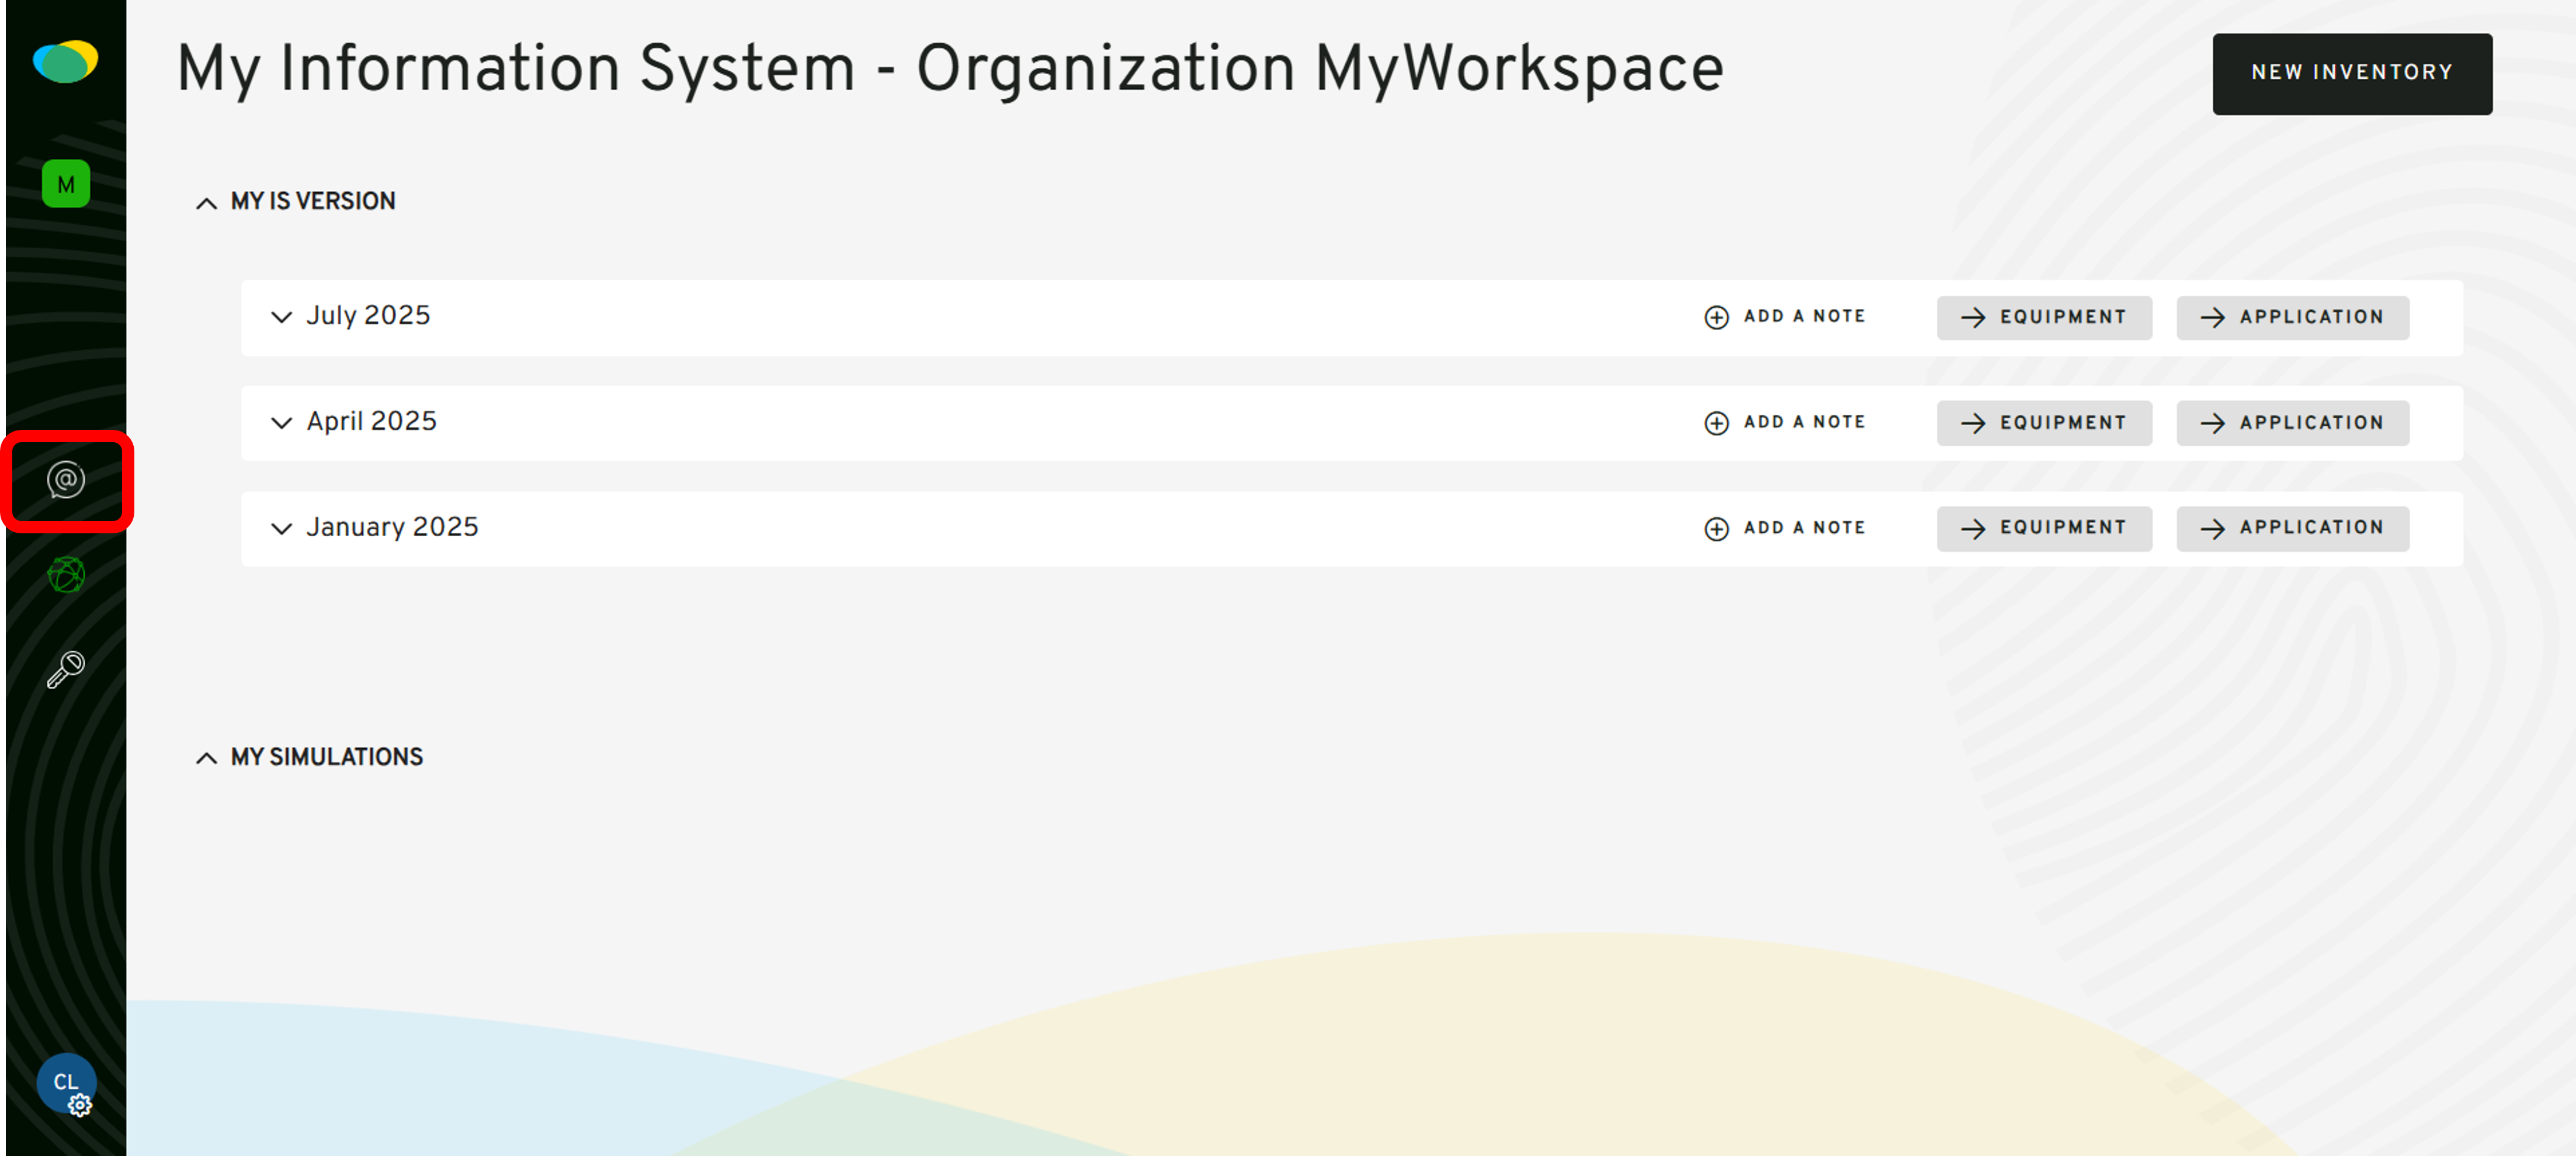 My Information System - Organization MyWorkspace
NEW INVENTORY
M
MY IS VERSION
July 2025 ADD A NOTE EQUIPMENT APPLICATION
April 2025 ADD A NOTE EQUIPMENT APPLICATION
January 2025 ADD A NOTE EQUIPMENT APPLICATION
MY SIMULATIONS
CL